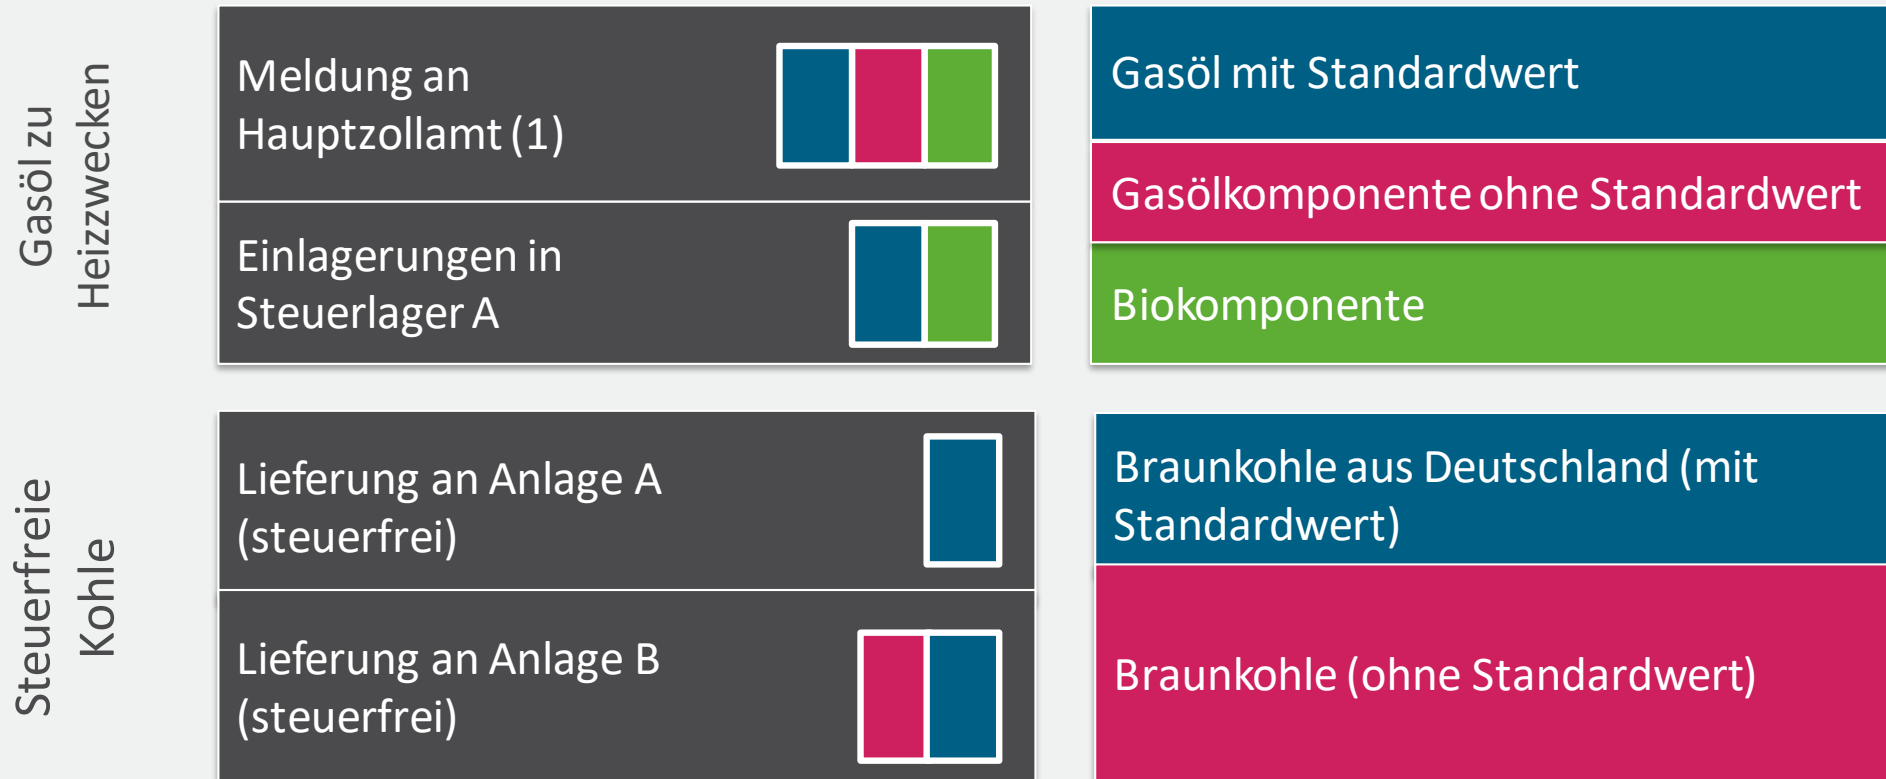 Gasöl zu
Heizzwecken
Meldung an
Hauptzollamt (1)
Einlagerungen in
Steuerlager A
Gasöl mit Standardwert
Gasölkomponente ohne Standardwert
Biokomponente
Steuerfreie
Kohle
Lieferung an Anlage A
(steuerfrei)
Lieferung an Anlage B
(steuerfrei)
Braunkohle aus Deutschland (mit
Standardwert)
Braunkohle (ohne Standardwert)